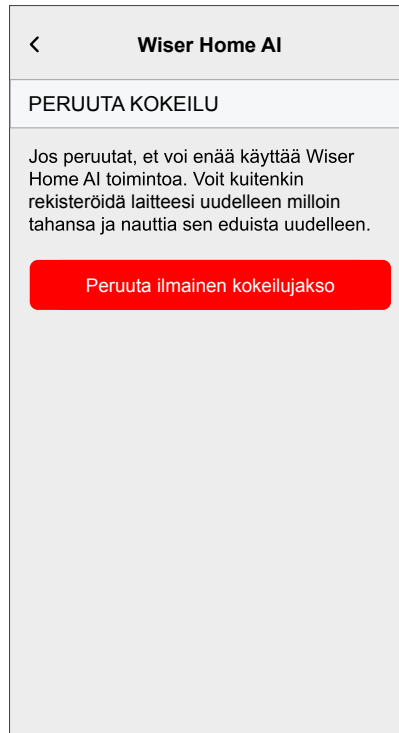 Wiser Home AI
PERUUTA KOKEILU
Jos peruutat, et voi enää käyttää Wiser
Home AI toimintoa. Voit kuitenkin
rekisteröidä laitteesi uudelleen milloin
tahansa ja nauttia sen eduista uudelleen.
Peruuta ilmainen kokeilujakso